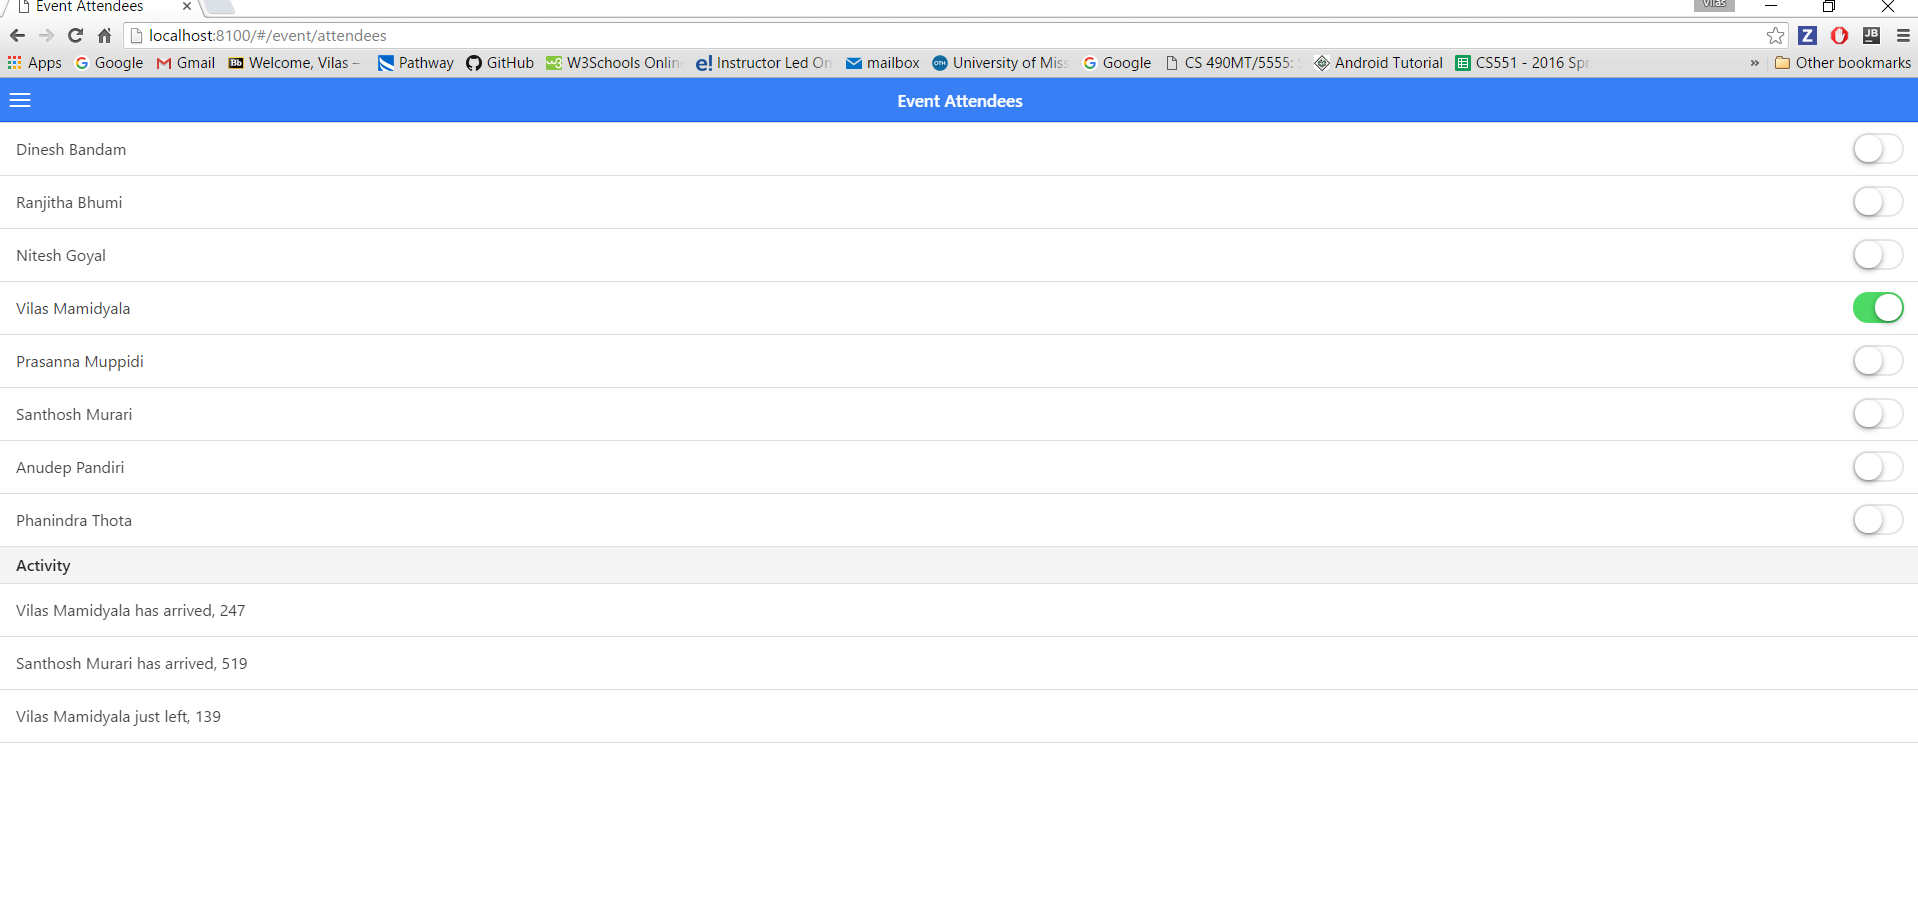 Event Attendees
Vilas
localhost:8100/#/event/attendees
Apps Google Gmail Bb Welcome, Vilas – Pathway GitHub W3Schools Onlin e! Instructor Led On mailbox University of Miss Google CS 490MT/5555: Android Tutorial CS551 - 2016 Spr » Other bookmarks
Event Attendees
Dinesh Bandam
Ranjitha Bhumi
Nitesh Goyal
Vilas Mamidyala
Prasanna Muppidi
Santhosh Murari
Anudep Pandiri
Phanindra Thota
Activity
Vilas Mamidyala has arrived, 247
Santhosh Murari has arrived, 519
Vilas Mamidyala just left, 139